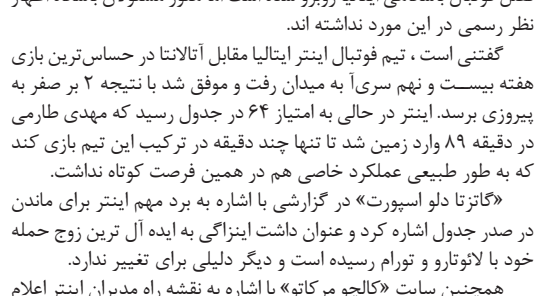 نظر رسمی در این مورد نداشته اند.
گفتنی است ، تیم فوتبال اینتر ایتالیا مقابل آتالانتا در حساس‌ترین بازی
هفته بیســت و نهم سری‌آ به میدان رفت و موفق شد با نتیجه ۲ بر صفر به
پیروزی برسد. اینتر در حالی به امتیاز ۶۴ در جدول رسید که مهدی طارمی
در دقیقه ۸۹ وارد زمین شد تا تنها چند دقیقه در ترکیب این تیم بازی کند
که به طور طبیعی عملکرد خاصی هم در همین فرصت کوتاه نداشت.
«گاتزتا دلو اسپورت» در گزارشی با اشاره به برد مهم اینتر برای ماندن
در صدر جدول اشاره کرد و عنوان داشت اینزاگی به ایده آل ترین زوج حمله
خود با لائوتارو و تورام رسیده است و دیگر دلیلی برای تغییر ندارد.
همچنین سایت «کالچو مرکاتو» با اشاره به نقشه راه مدیران اینتر اعلام